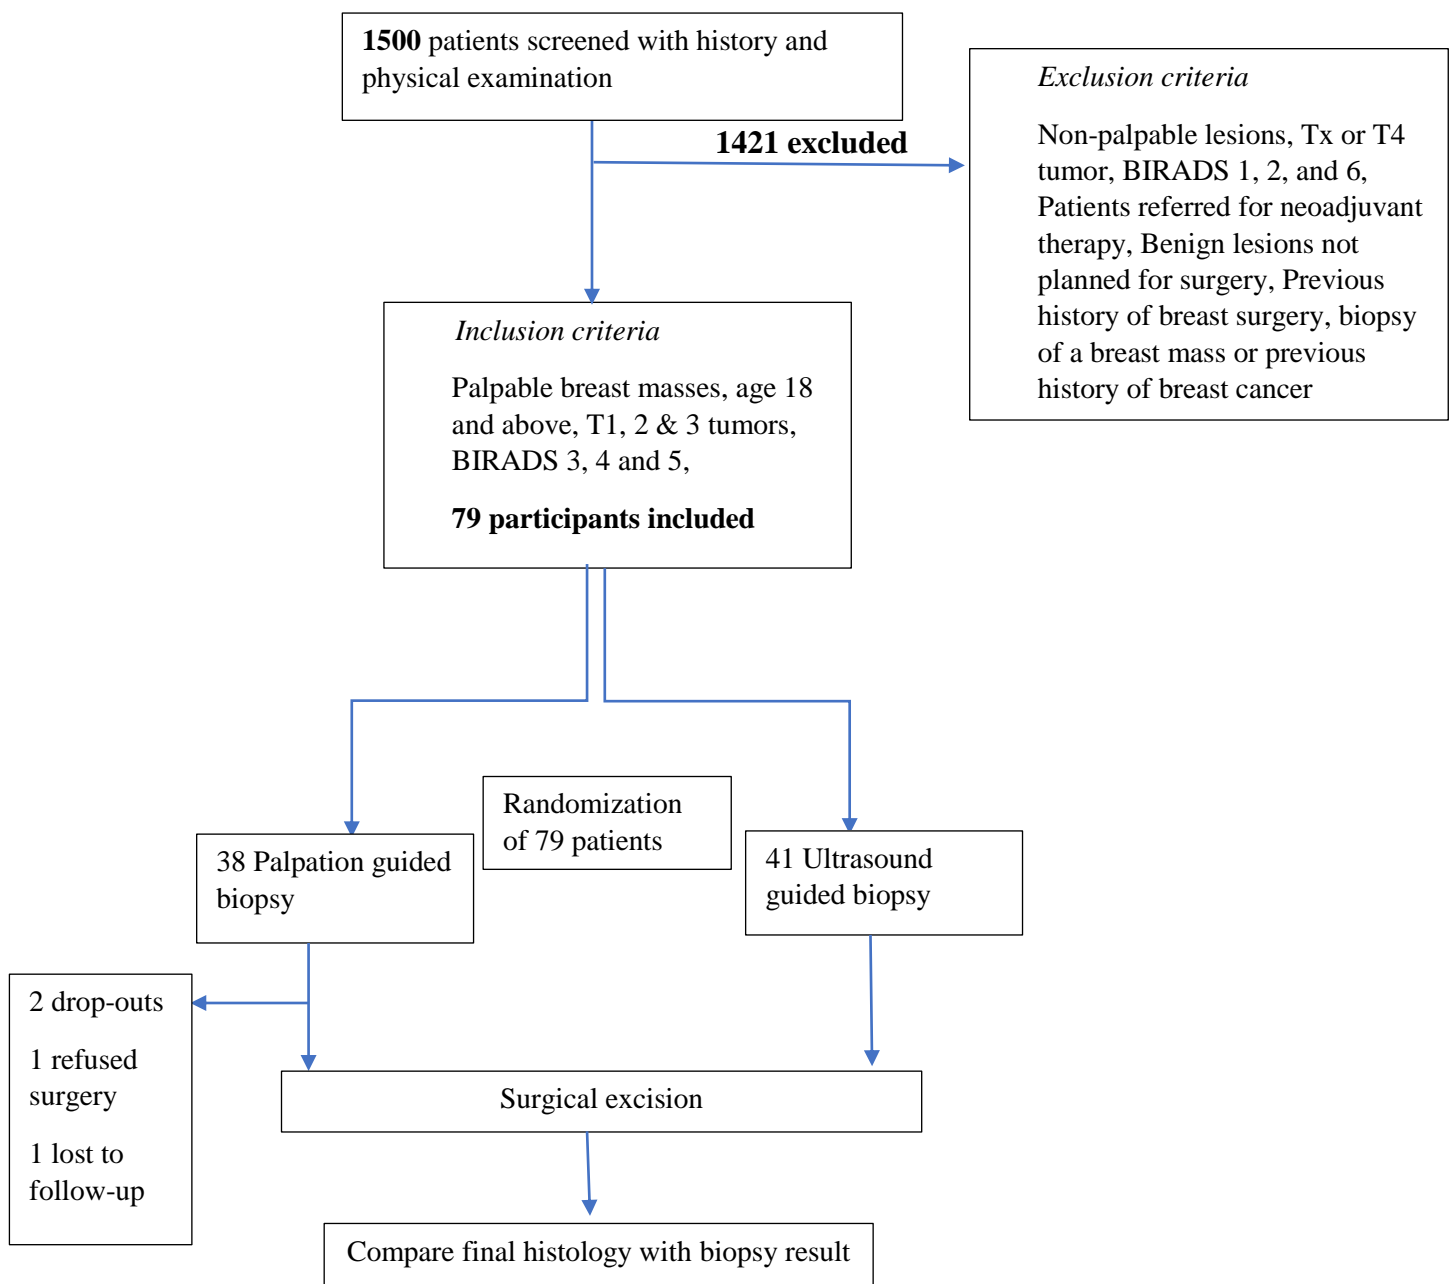 1500 patients screened with history and
physical examination
1421 excluded
Exclusion criteria
Non-palpable lesions, Tx or T4
tumor, BIRADS 1, 2, and 6,
Patients referred for neoadjuvant
therapy, Benign lesions not
planned for surgery, Previous
history of breast surgery, biopsy
of a breast mass or previous
history of breast cancer
Inclusion criteria
Palpable breast masses, age 18
and above, T1, 2 & 3 tumors,
BIRADS 3, 4 and 5,
79 participants included
Randomization
of 79 patients
38 Palpation guided
biopsy
41 Ultrasound
guided biopsy
2 drop-outs
1 refused
surgery
1 lost to
follow-up
Surgical excision
Compare final histology with biopsy result